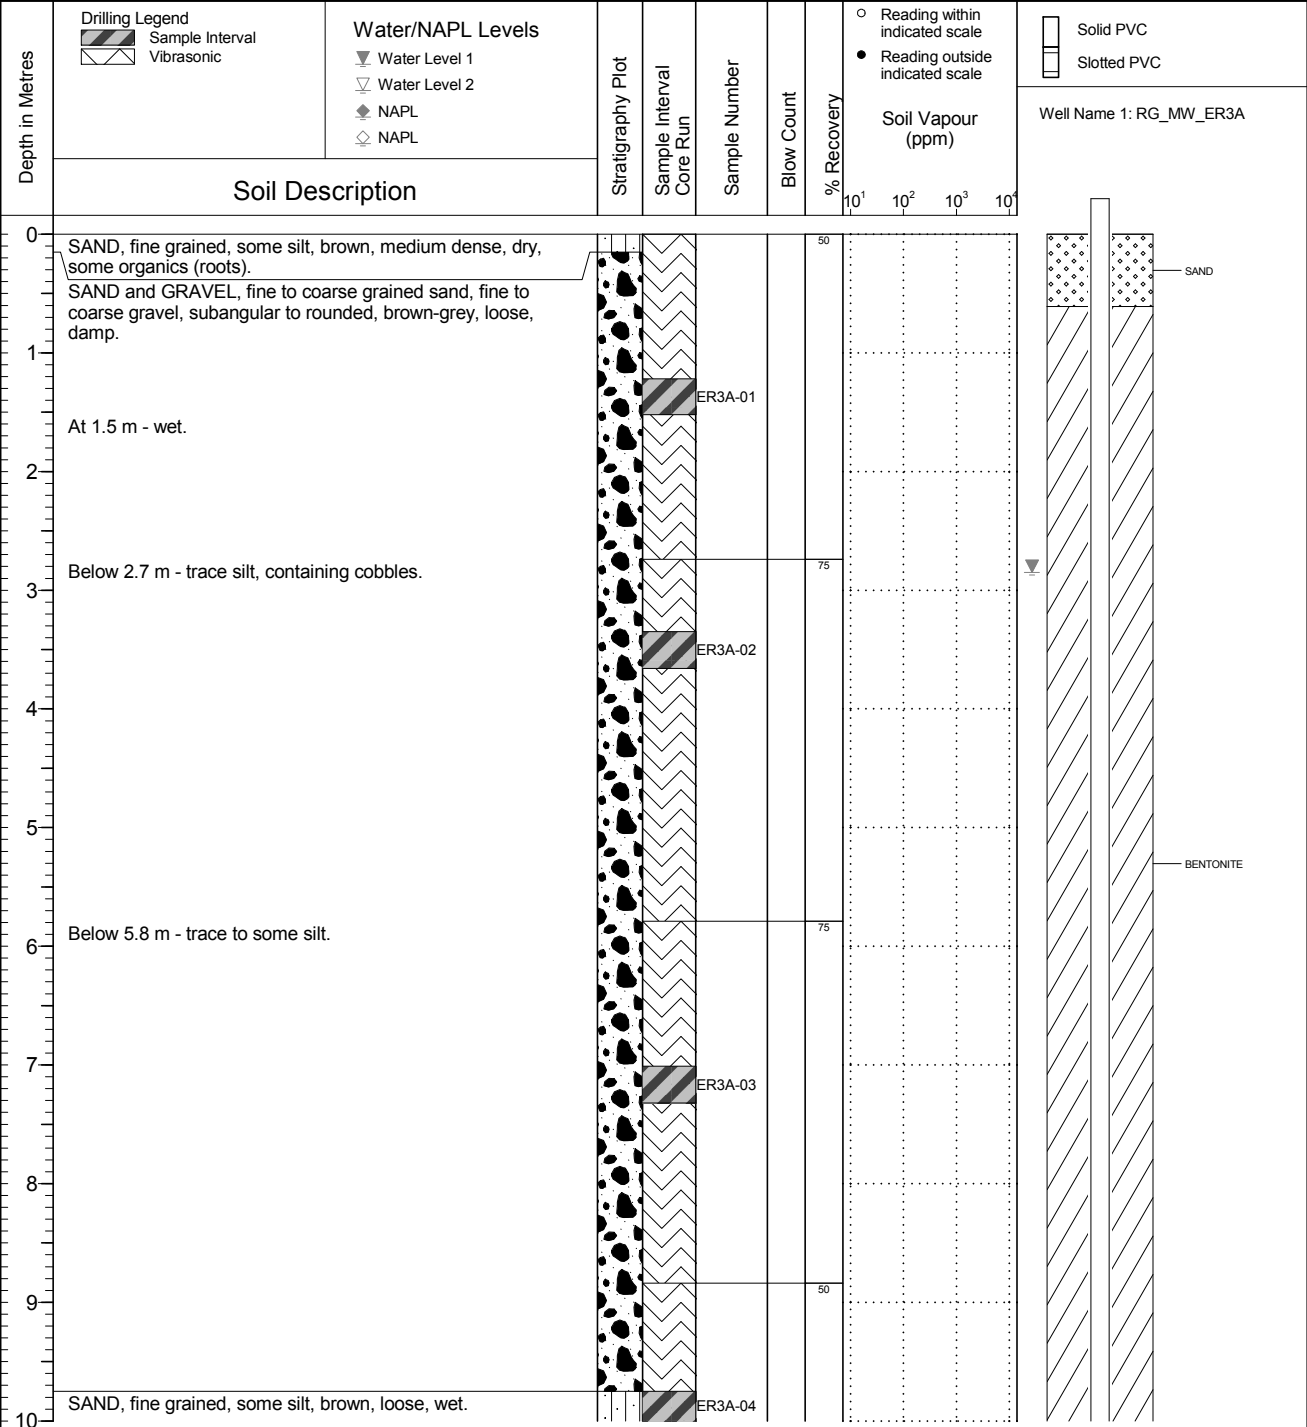 Drilling Legend
Sample Interval
Vibrasonic
Water/NAPL Levels
Water Level 1
Water Level 2
NAPL
NAPL
Depth in Metres
Soil Description
Stratigraphy Plot
Sample Interval
Core Run
Sample Number
Blow Count
% Recovery
Reading within
indicated scale
Reading outside
indicated scale
Soil Vapour
(ppm)
10¹ 10² 10³ 10⁴
Solid PVC
Slotted PVC
Well Name 1: RG_MW_ER3A
0
SAND, fine grained, some silt, brown, medium dense, dry,
some organics (roots).
50
SAND
SAND and GRAVEL, fine to coarse grained sand, fine to
coarse gravel, subangular to rounded, brown-grey, loose,
damp.
1
ER3A-01
At 1.5 m - wet.
2
Below 2.7 m - trace silt, containing cobbles.
75
3
ER3A-02
4
5
BENTONITE
Below 5.8 m - trace to some silt.
75
6
7
ER3A-03
8
50
9
SAND, fine grained, some silt, brown, loose, wet.
ER3A-04
10